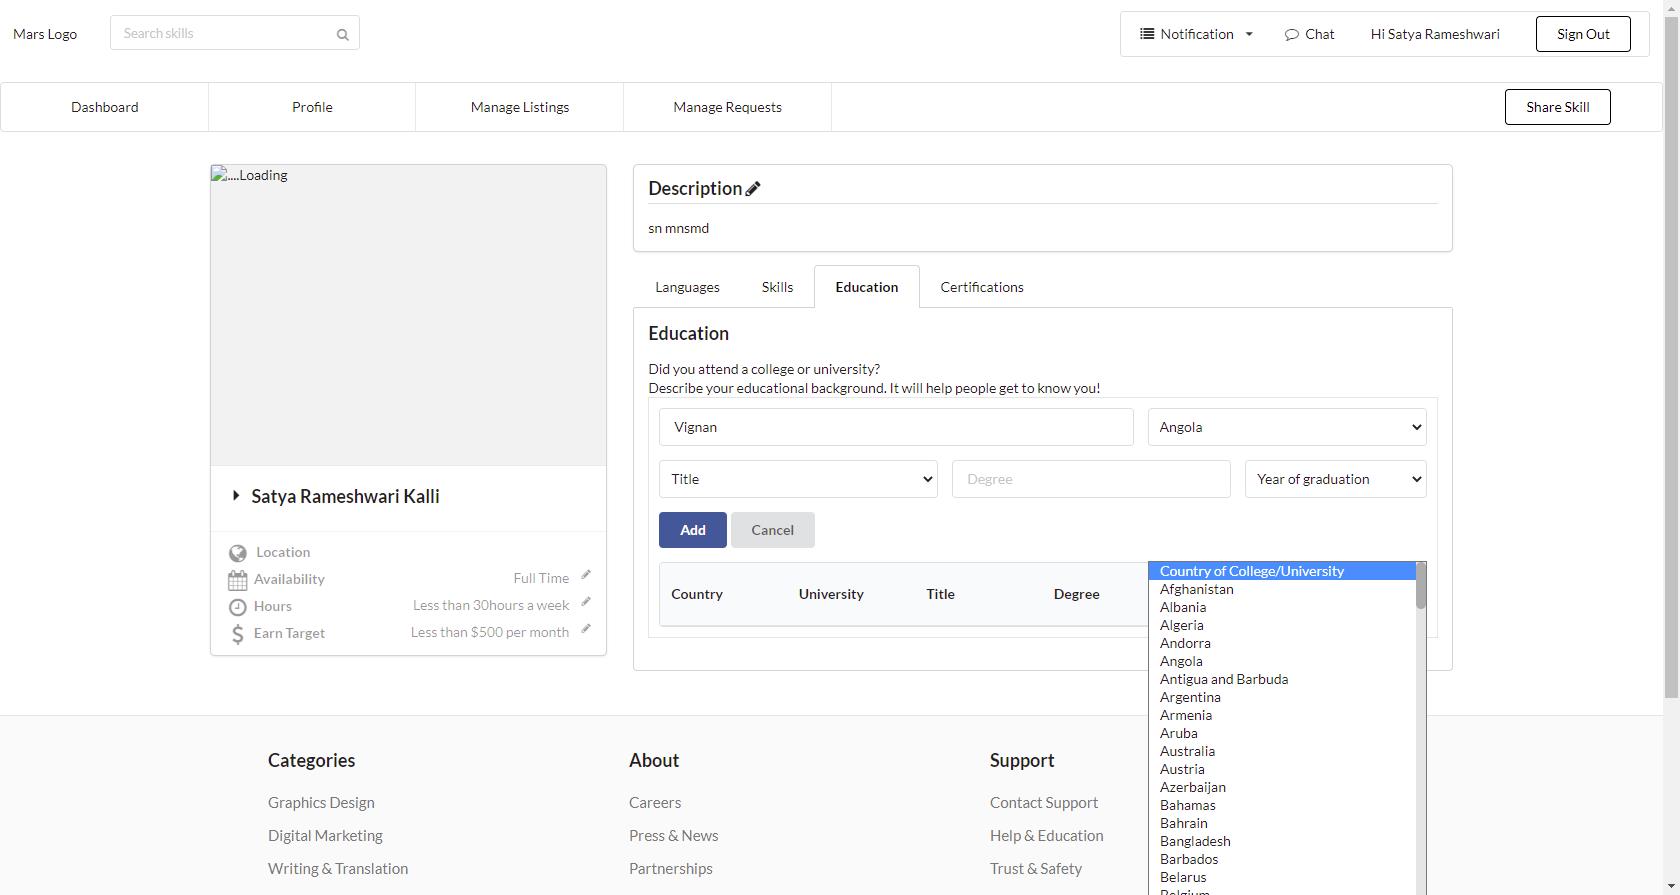 Mars Logo
Search skills
Notification
Chat
Hi Satya Rameshwari
Sign Out
Dashboard
Profile
Manage Listings
Manage Requests
Share Skill
....Loading
Satya Rameshwari Kalli
Location
Availability
Full Time
Hours
Less than 30hours a week
Earn Target
Less than $500 per month
Description
sn mnsmd
Languages
Skills
Education
Certifications
Education
Did you attend a college or university?
Describe your educational background. It will help people get to know you!
Vignan
Angola
Title
Degree
Year of graduation
Add
Cancel
Country
University
Title
Degree
Country of College/University
Afghanistan
Albania
Algeria
Andorra
Angola
Antigua and Barbuda
Argentina
Armenia
Aruba
Australia
Austria
Azerbaijan
Bahamas
Bahrain
Bangladesh
Barbados
Belarus
Belgium
Categories
Graphics Design
Digital Marketing
Writing & Translation
About
Careers
Press & News
Partnerships
Support
Contact Support
Help & Education
Trust & Safety